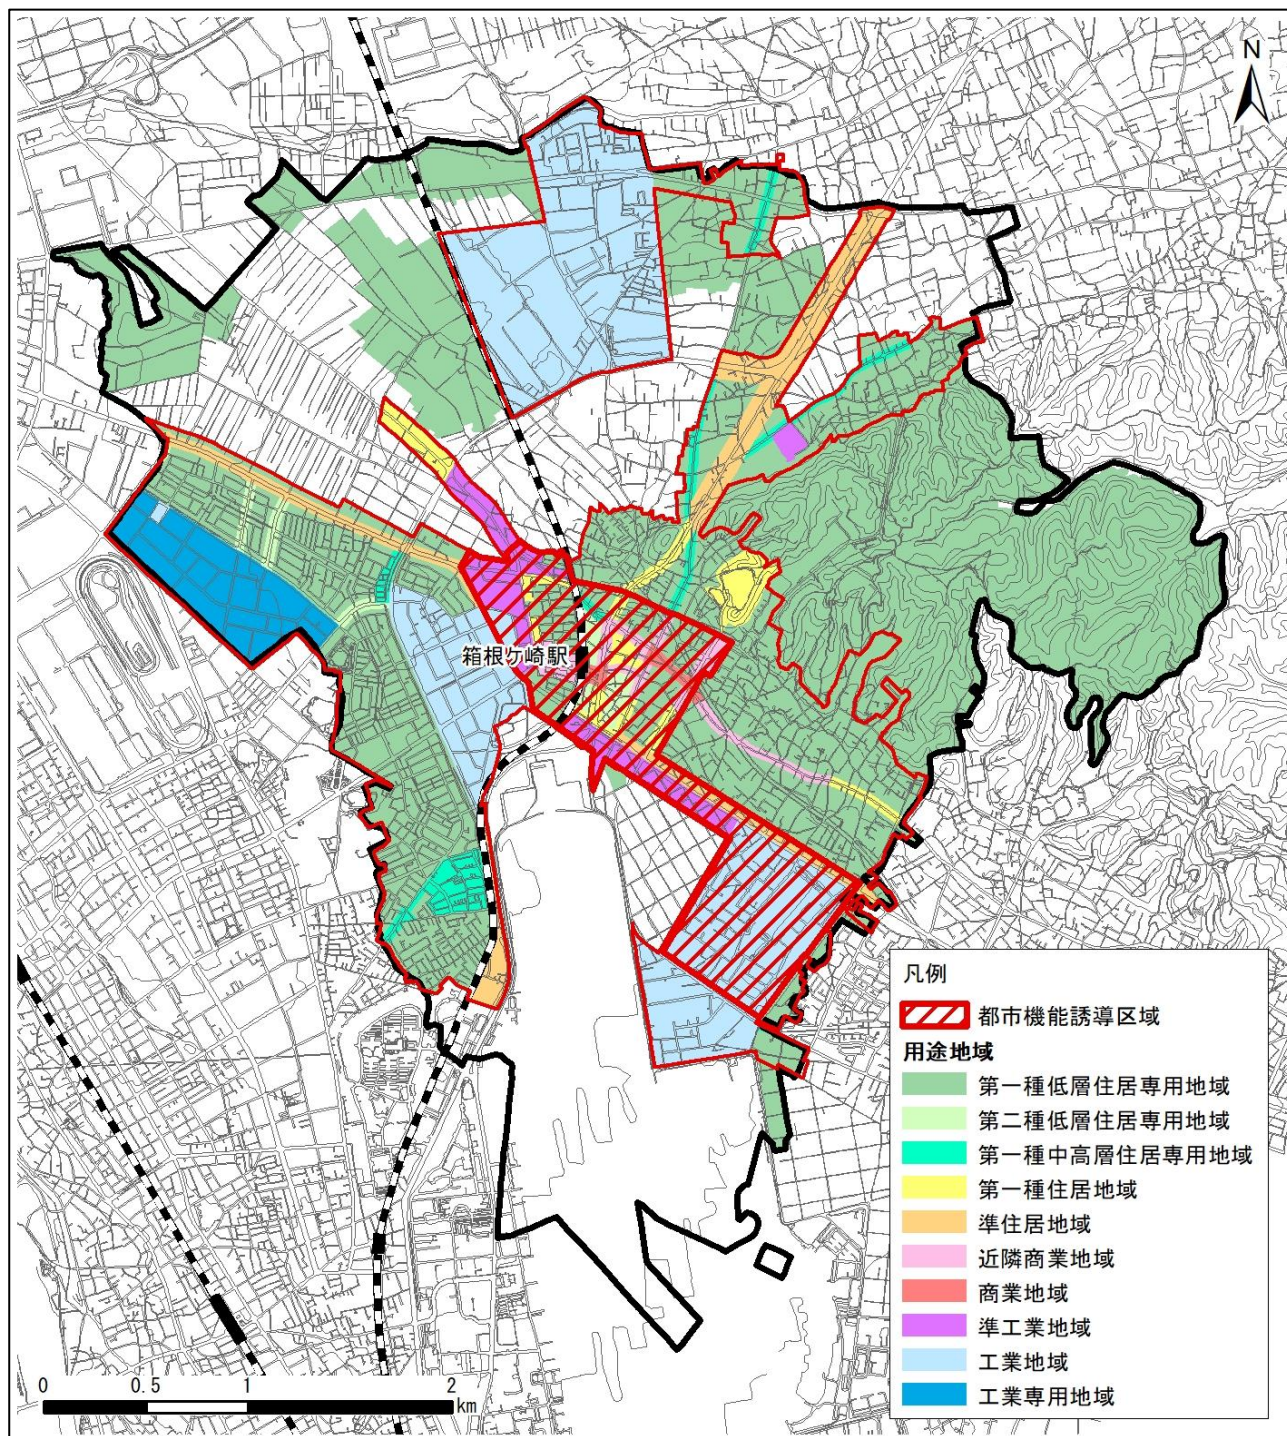 N
箱根ケ崎駅
凡例
都市機能誘導区域
用途地域
第一種低層住居専用地域
第二種低層住居専用地域
第一種中高層住居専用地域
第一種住居地域
準住居地域
近隣商業地域
商業地域
準工業地域
工業地域
工業専用地域
0 0.5 1 2
km